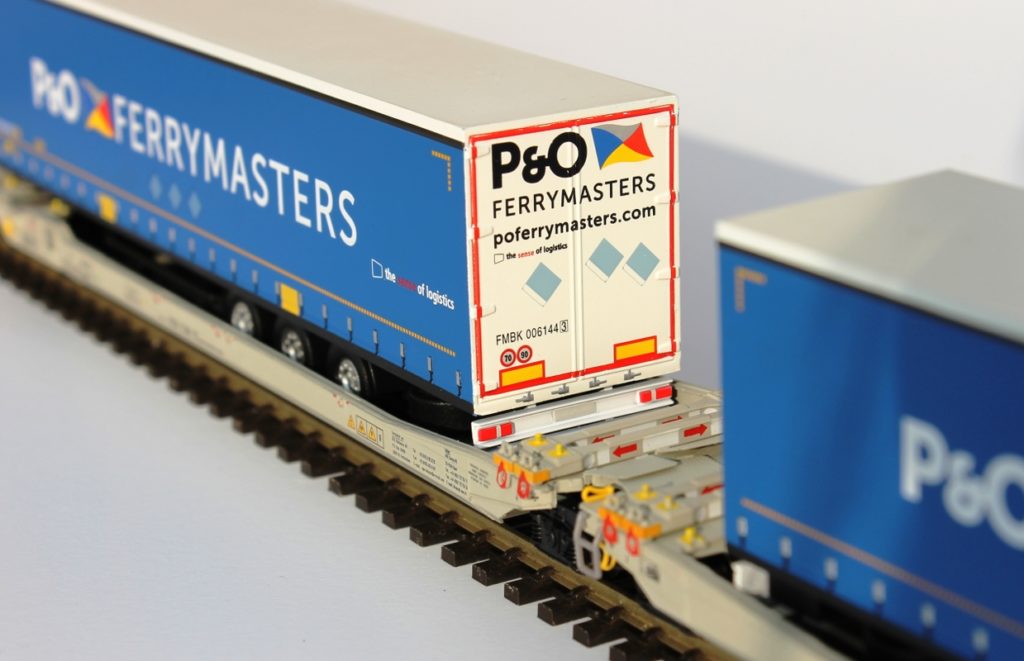 P&O FERRYMASTERS
the sense of logistics
P&O
FERRYMASTERS
poferrymasters.com
the sense of logistics
FMBK 006144 3
70 90
P&O